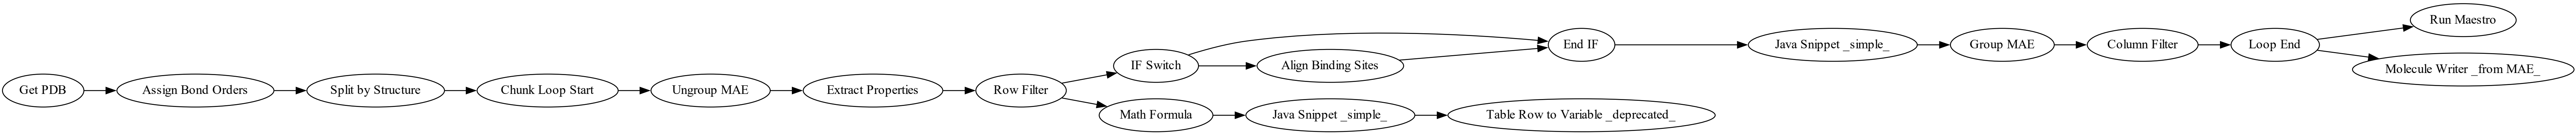 Get PDB
Assign Bond Orders
Split by Structure
Chunk Loop Start
Ungroup MAE
Extract Properties
Row Filter
IF Switch
Align Binding Sites
End IF
Java Snippet _simple_
Group MAE
Column Filter
Loop End
Run Maestro
Molecule Writer _from MAE_
Math Formula
Java Snippet _simple_
Table Row to Variable _deprecated_